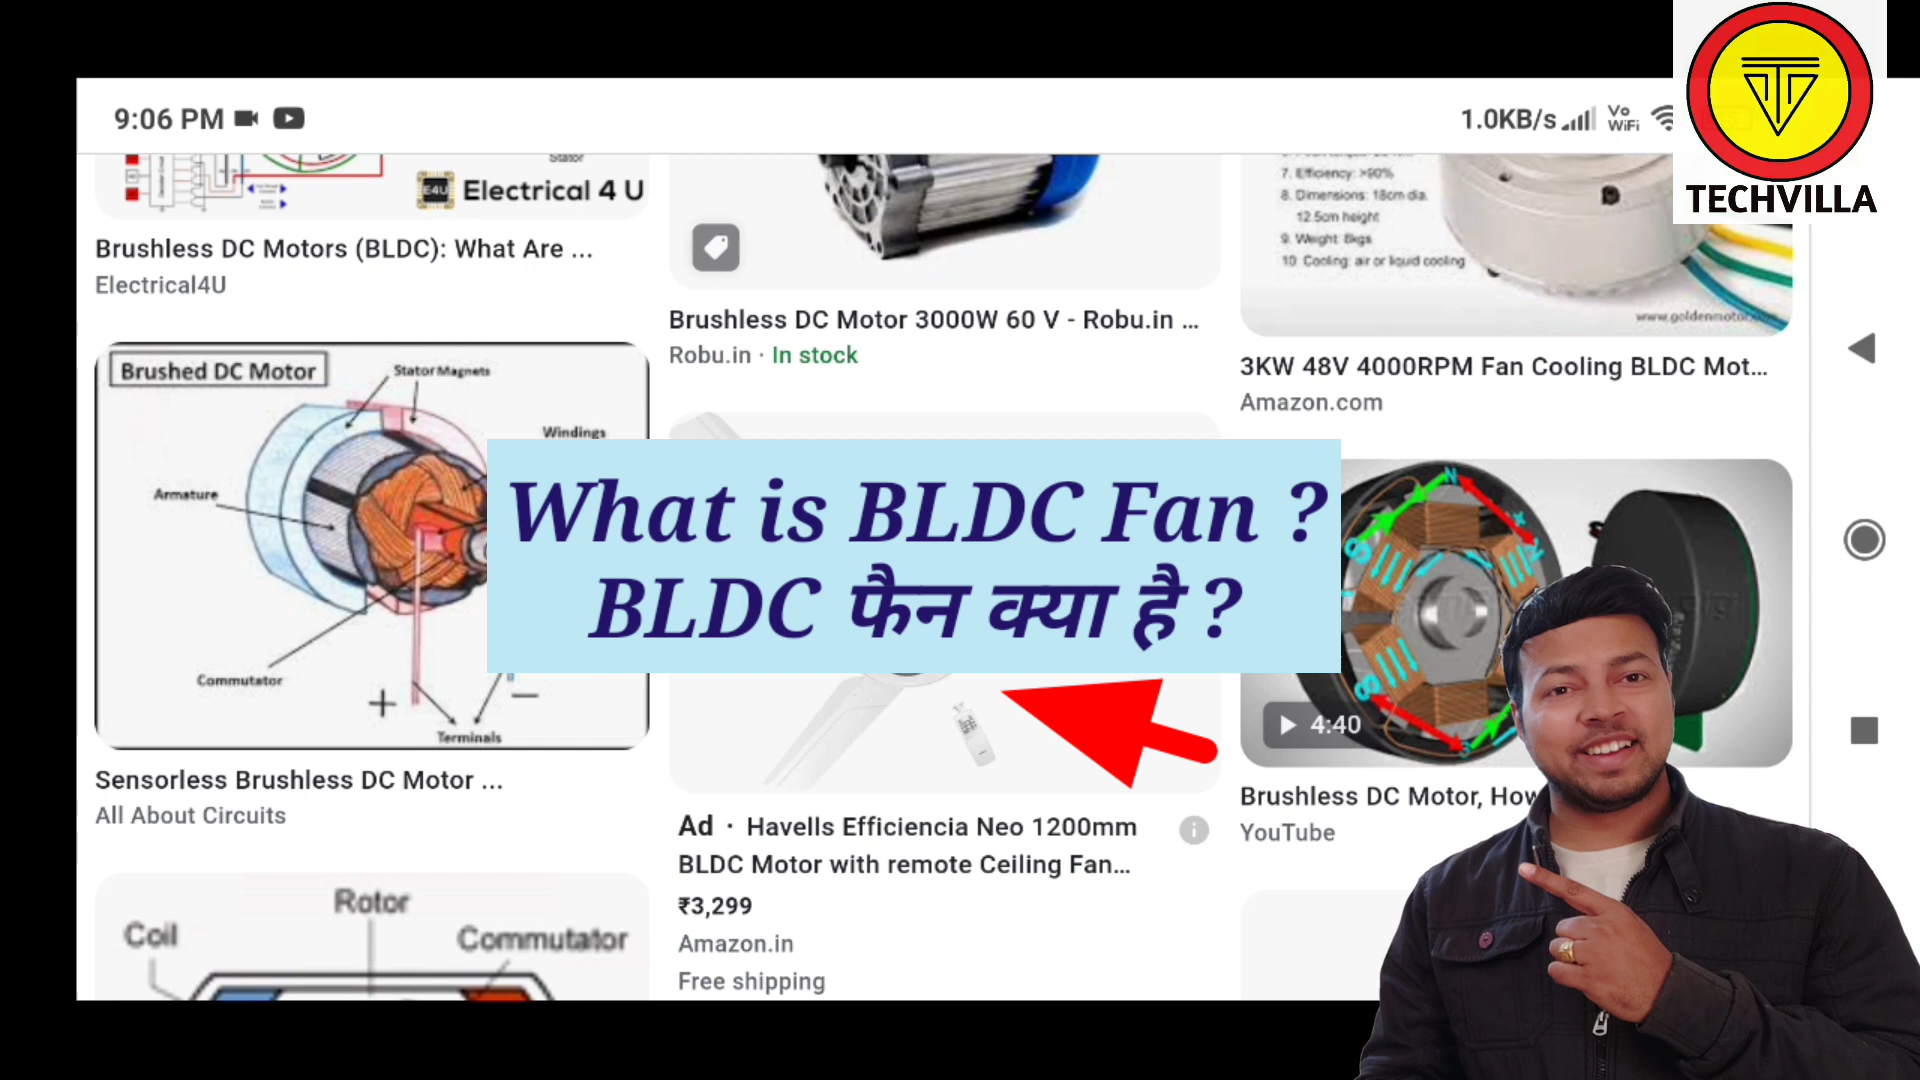 9:06 PM
1.0KB/s
Vo
WiFi
TECHVILLA
Stator
E4U
Electrical 4 U
Brushless DC Motors (BLDC): What Are ...
Electrical4U
Brushless DC Motor 3000W 60 V - Robu.in ...
Robu.in · In stock
7. Efficiency: >90%
8. Dimensions: 18cm dia.
12.5cm height
9. Weight: 8kgs
10. Cooling: air or liquid cooling
3KW 48V 4000RPM Fan Cooling BLDC Mot...
Amazon.com
Brushed DC Motor
Stator Magnets
Windings
Armature
Commutator
+
−
Terminals
Sensorless Brushless DC Motor ...
All About Circuits
What is BLDC Fan ?
BLDC फैन क्या है ?
Ad · Havells Efficiencia Neo 1200mm
BLDC Motor with remote Ceiling Fan...
₹3,299
Amazon.in
Free shipping
N
S
4:40
Brushless DC Motor, How
YouTube
Rotor
Coil
Commutator